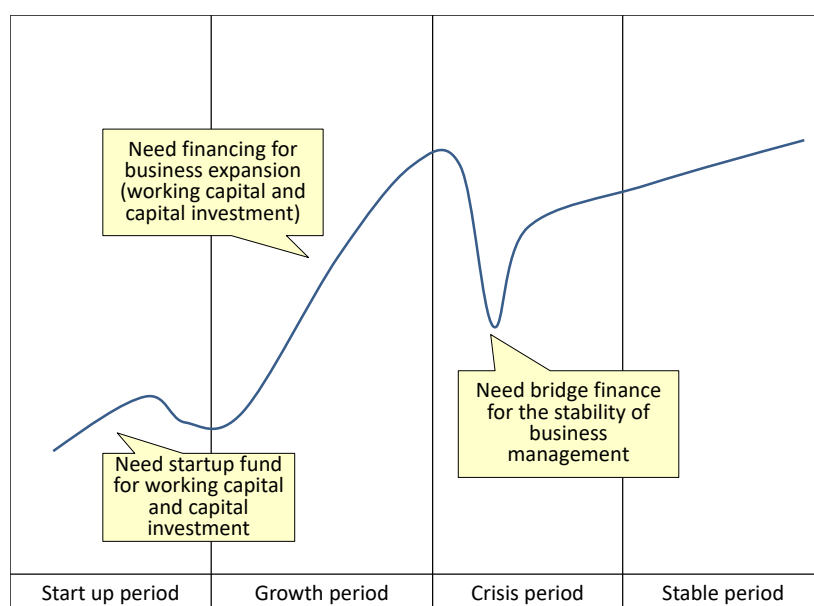 Need financing for
business expansion
(working capital and
capital investment)
Need bridge finance
for the stability of
business
management
Need startup fund
for working capital
and capital
investment
Start up period
Growth period
Crisis period
Stable period